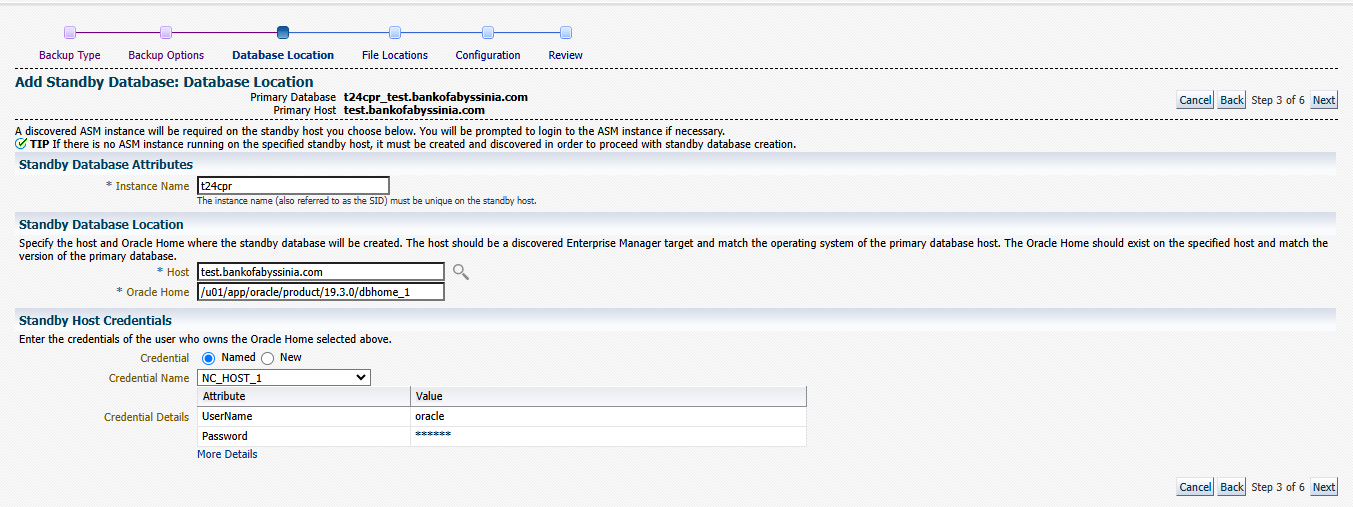 Backup Type Backup Options Database Location File Locations Configuration Review
Add Standby Database: Database Location
Primary Database t24cpr_test.bankofabyssinia.com
Primary Host test.bankofabyssinia.com
Cancel Back Step 3 of 6 Next
A discovered ASM instance will be required on the standby host you choose below. You will be prompted to login to the ASM instance if necessary.
TIP If there is no ASM instance running on the specified standby host, it must be created and discovered in order to proceed with standby database creation.
Standby Database Attributes
* Instance Name t24cpr
The instance name (also referred to as the SID) must be unique on the standby host.
Standby Database Location
Specify the host and Oracle Home where the standby database will be created. The host should be a discovered Enterprise Manager target and match the operating system of the primary database host. The Oracle Home should exist on the specified host and match the
version of the primary database.
* Host test.bankofabyssinia.com
* Oracle Home /u01/app/oracle/product/19.3.0/dbhome_1
Standby Host Credentials
Enter the credentials of the user who owns the Oracle Home selected above.
Credential Named New
Credential Name NC_HOST_1
Attribute Value
UserName oracle
Credential Details
Password ******
More Details
Cancel Back Step 3 of 6 Next